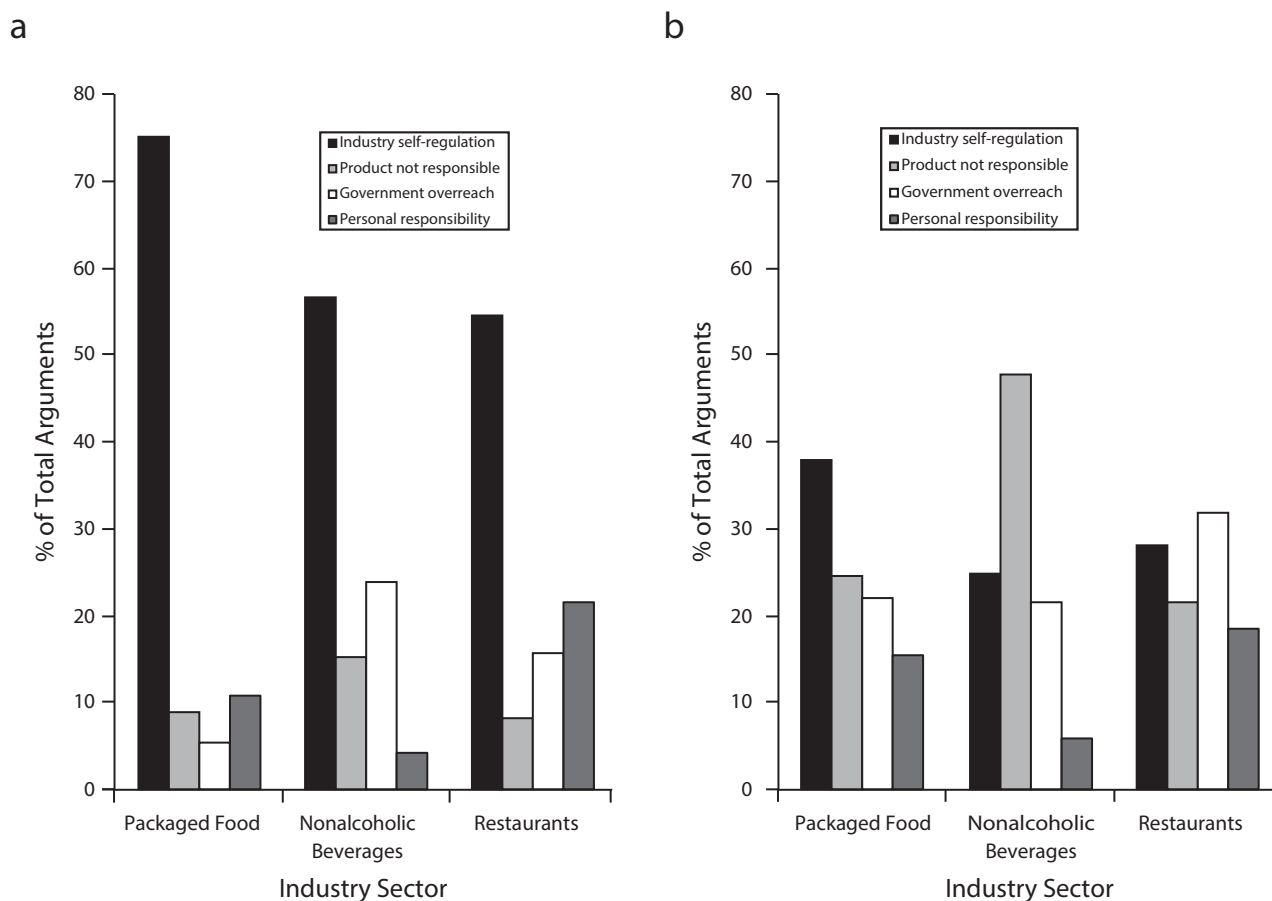 a
80
70
60
50
40
30
20
10
0
% of Total Arguments
Industry self-regulation
Product not responsible
Government overreach
Personal responsibility
Packaged Food
Nonalcoholic
Beverages
Restaurants
Industry Sector
b
80
70
60
50
40
30
20
10
0
% of Total Arguments
Industry self-regulation
Product not responsible
Government overreach
Personal responsibility
Packaged Food
Nonalcoholic
Beverages
Restaurants
Industry Sector